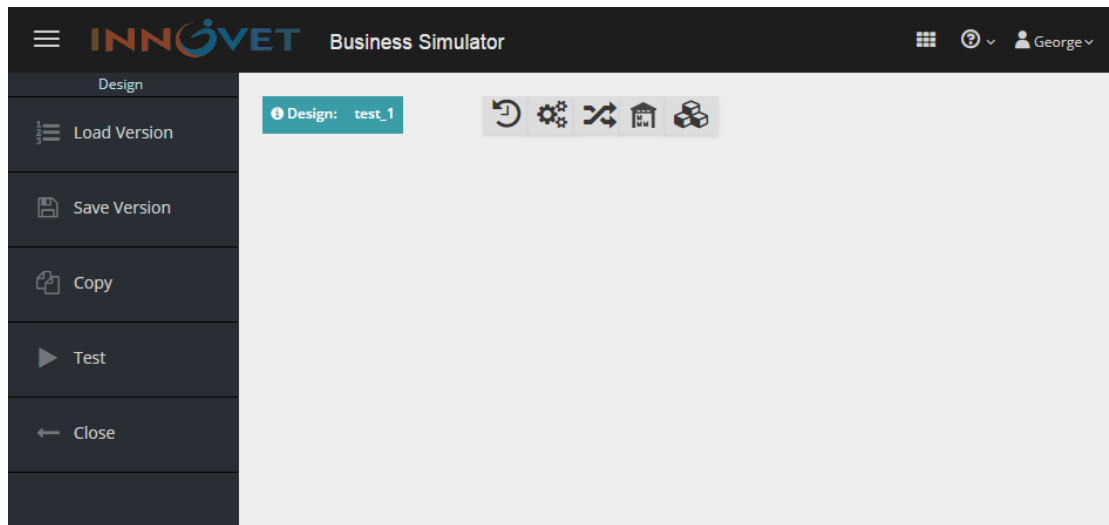 INNOVET Business Simulator George
Design
Design: test_1
Load Version
Save Version
Copy
Test
Close